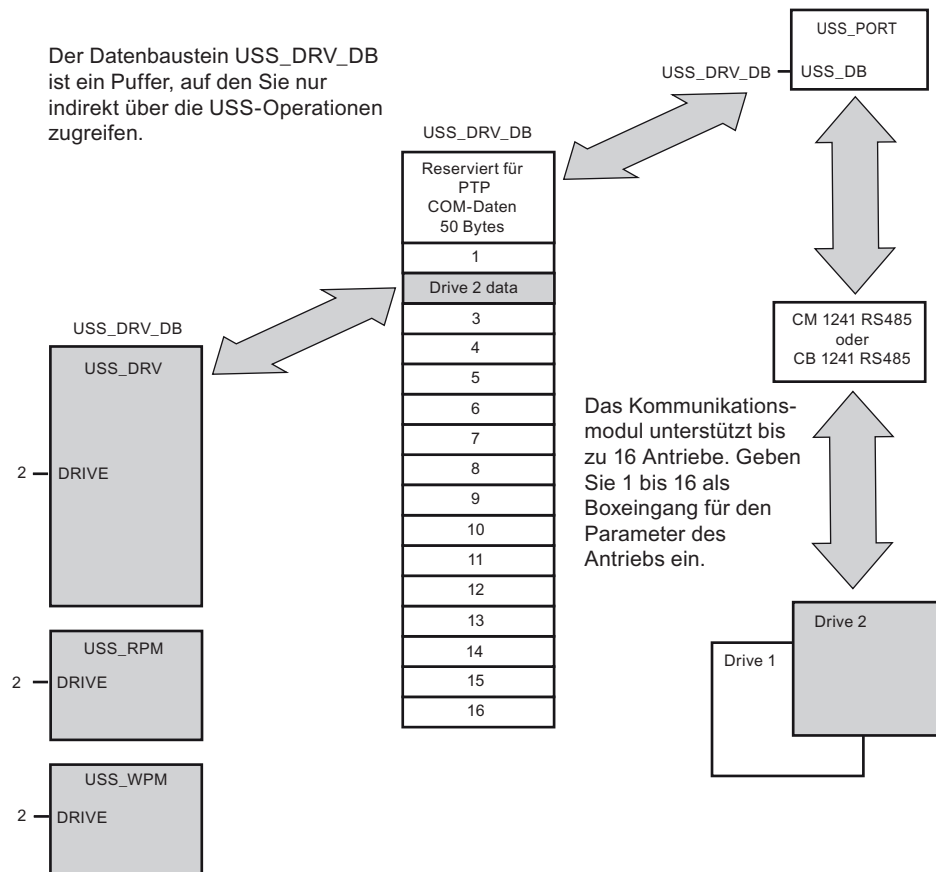 Der Datenbaustein USS_DRV_DB
ist ein Puffer, auf den Sie nur
indirekt über die USS-Operationen
zugreifen.
USS_DRV_DB
USS_DRV
2
DRIVE
USS_RPM
2
DRIVE
USS_WPM
2
DRIVE
USS_DRV_DB
Reserviert für
PTP
COM-Daten
50 Bytes
1
Drive 2 data
3
4
5
6
7
8
9
10
11
12
13
14
15
16
USS_PORT
USS_DRV_DB
USS_DB
CM 1241 RS485
oder
CB 1241 RS485
Das Kommunikations-
modul unterstützt bis
zu 16 Antriebe. Geben
Sie 1 bis 16 als
Boxeingang für den
Parameter des
Antriebs ein.
Drive 2
Drive 1